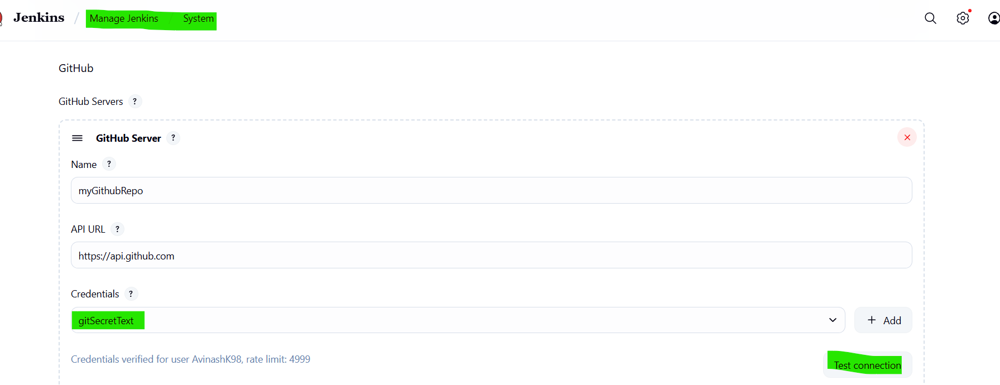 Jenkins / Manage Jenkins / System
GitHub
GitHub Servers ?
GitHub Server ?
Name ?
myGithubRepo
API URL ?
https://api.github.com
Credentials ?
gitSecretText
+ Add
Credentials verified for user AvinashK98, rate limit: 4999
Test connection